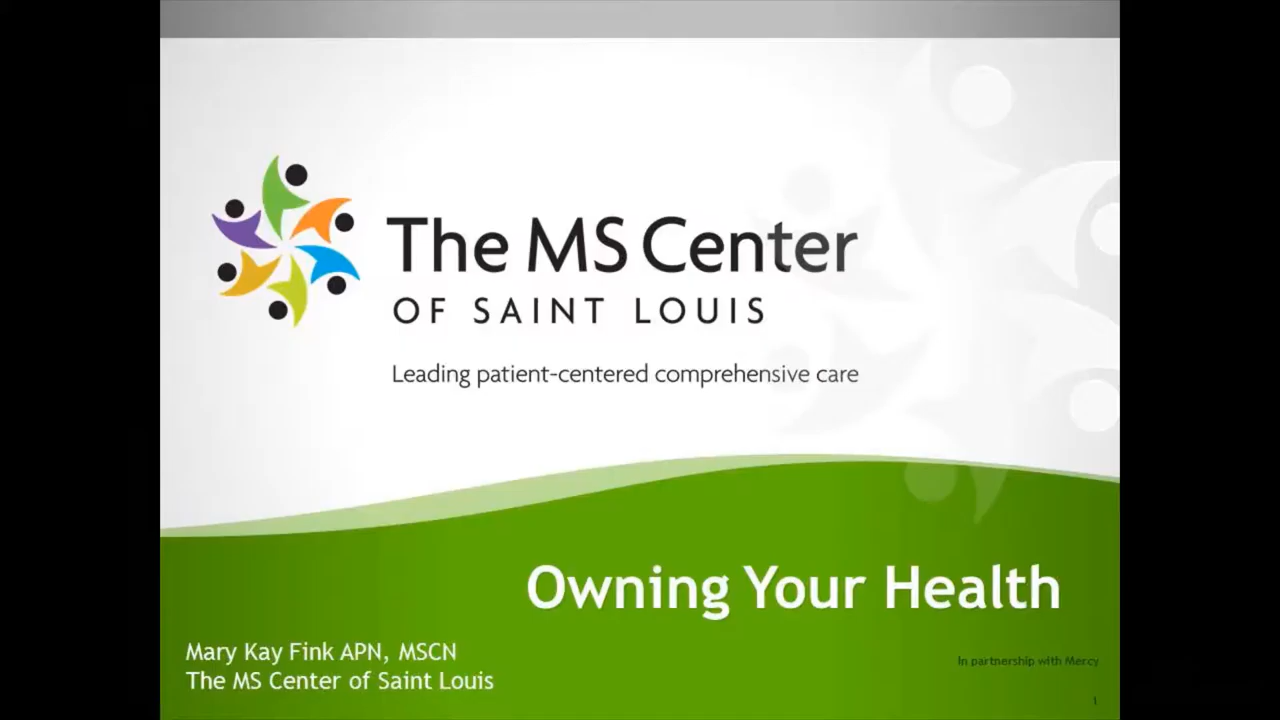 The MS Center
OF SAINT LOUIS
Leading patient-centered comprehensive care
Owning Your Health
Mary Kay Fink APN, MSCN
The MS Center of Saint Louis
In partnership with Mercy
1